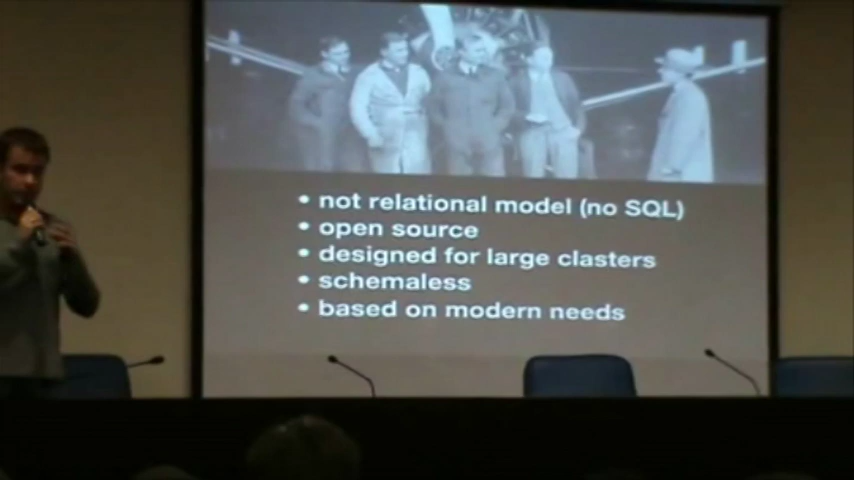 • not relational model (no SQL)
• open source
• designed for large clasters
• schemaless
• based on modern needs